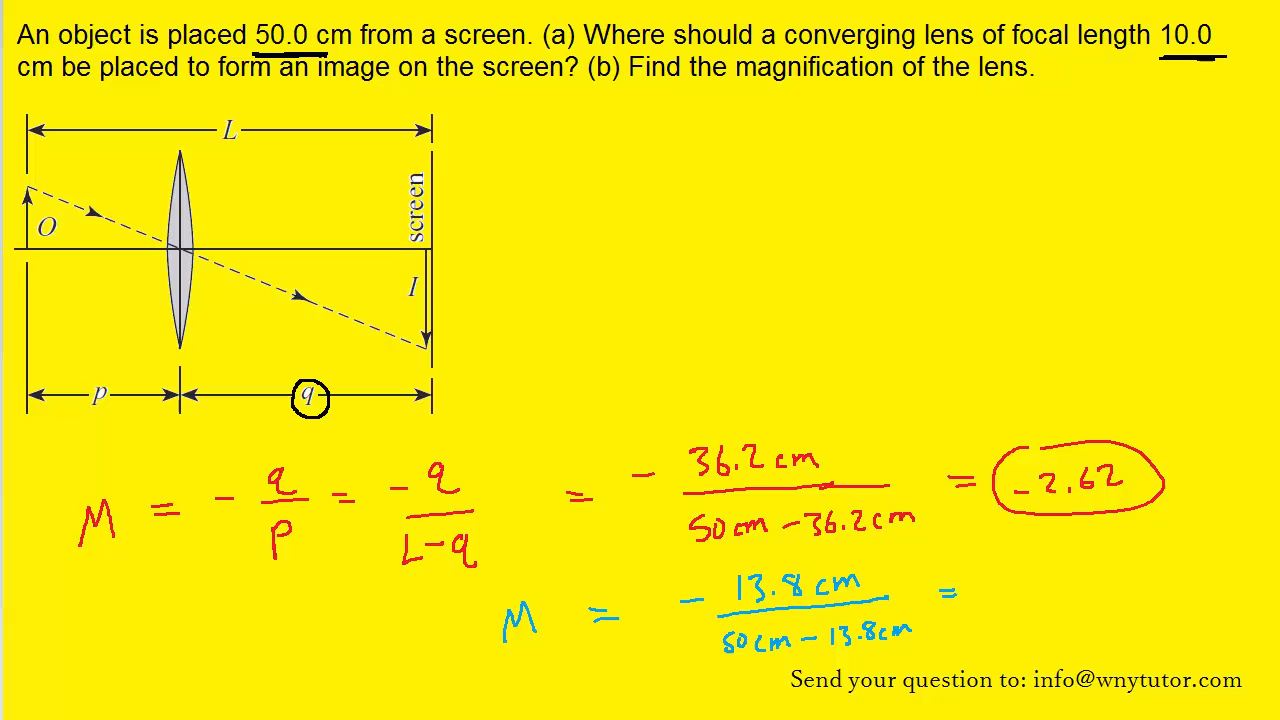 An object is placed 50.0 cm from a screen. (a) Where should a converging lens of focal length 10.0
cm be placed to form an image on the screen? (b) Find the magnification of the lens.
L
screen
O
I
p
q
M = - q/p = -q/(L-q) = - 36.2 cm/(50 cm - 36.2 cm) = -2.62
M = - 13.8 cm/(50 cm - 13.8 cm) =
Send your question to: info@wnytutor.com